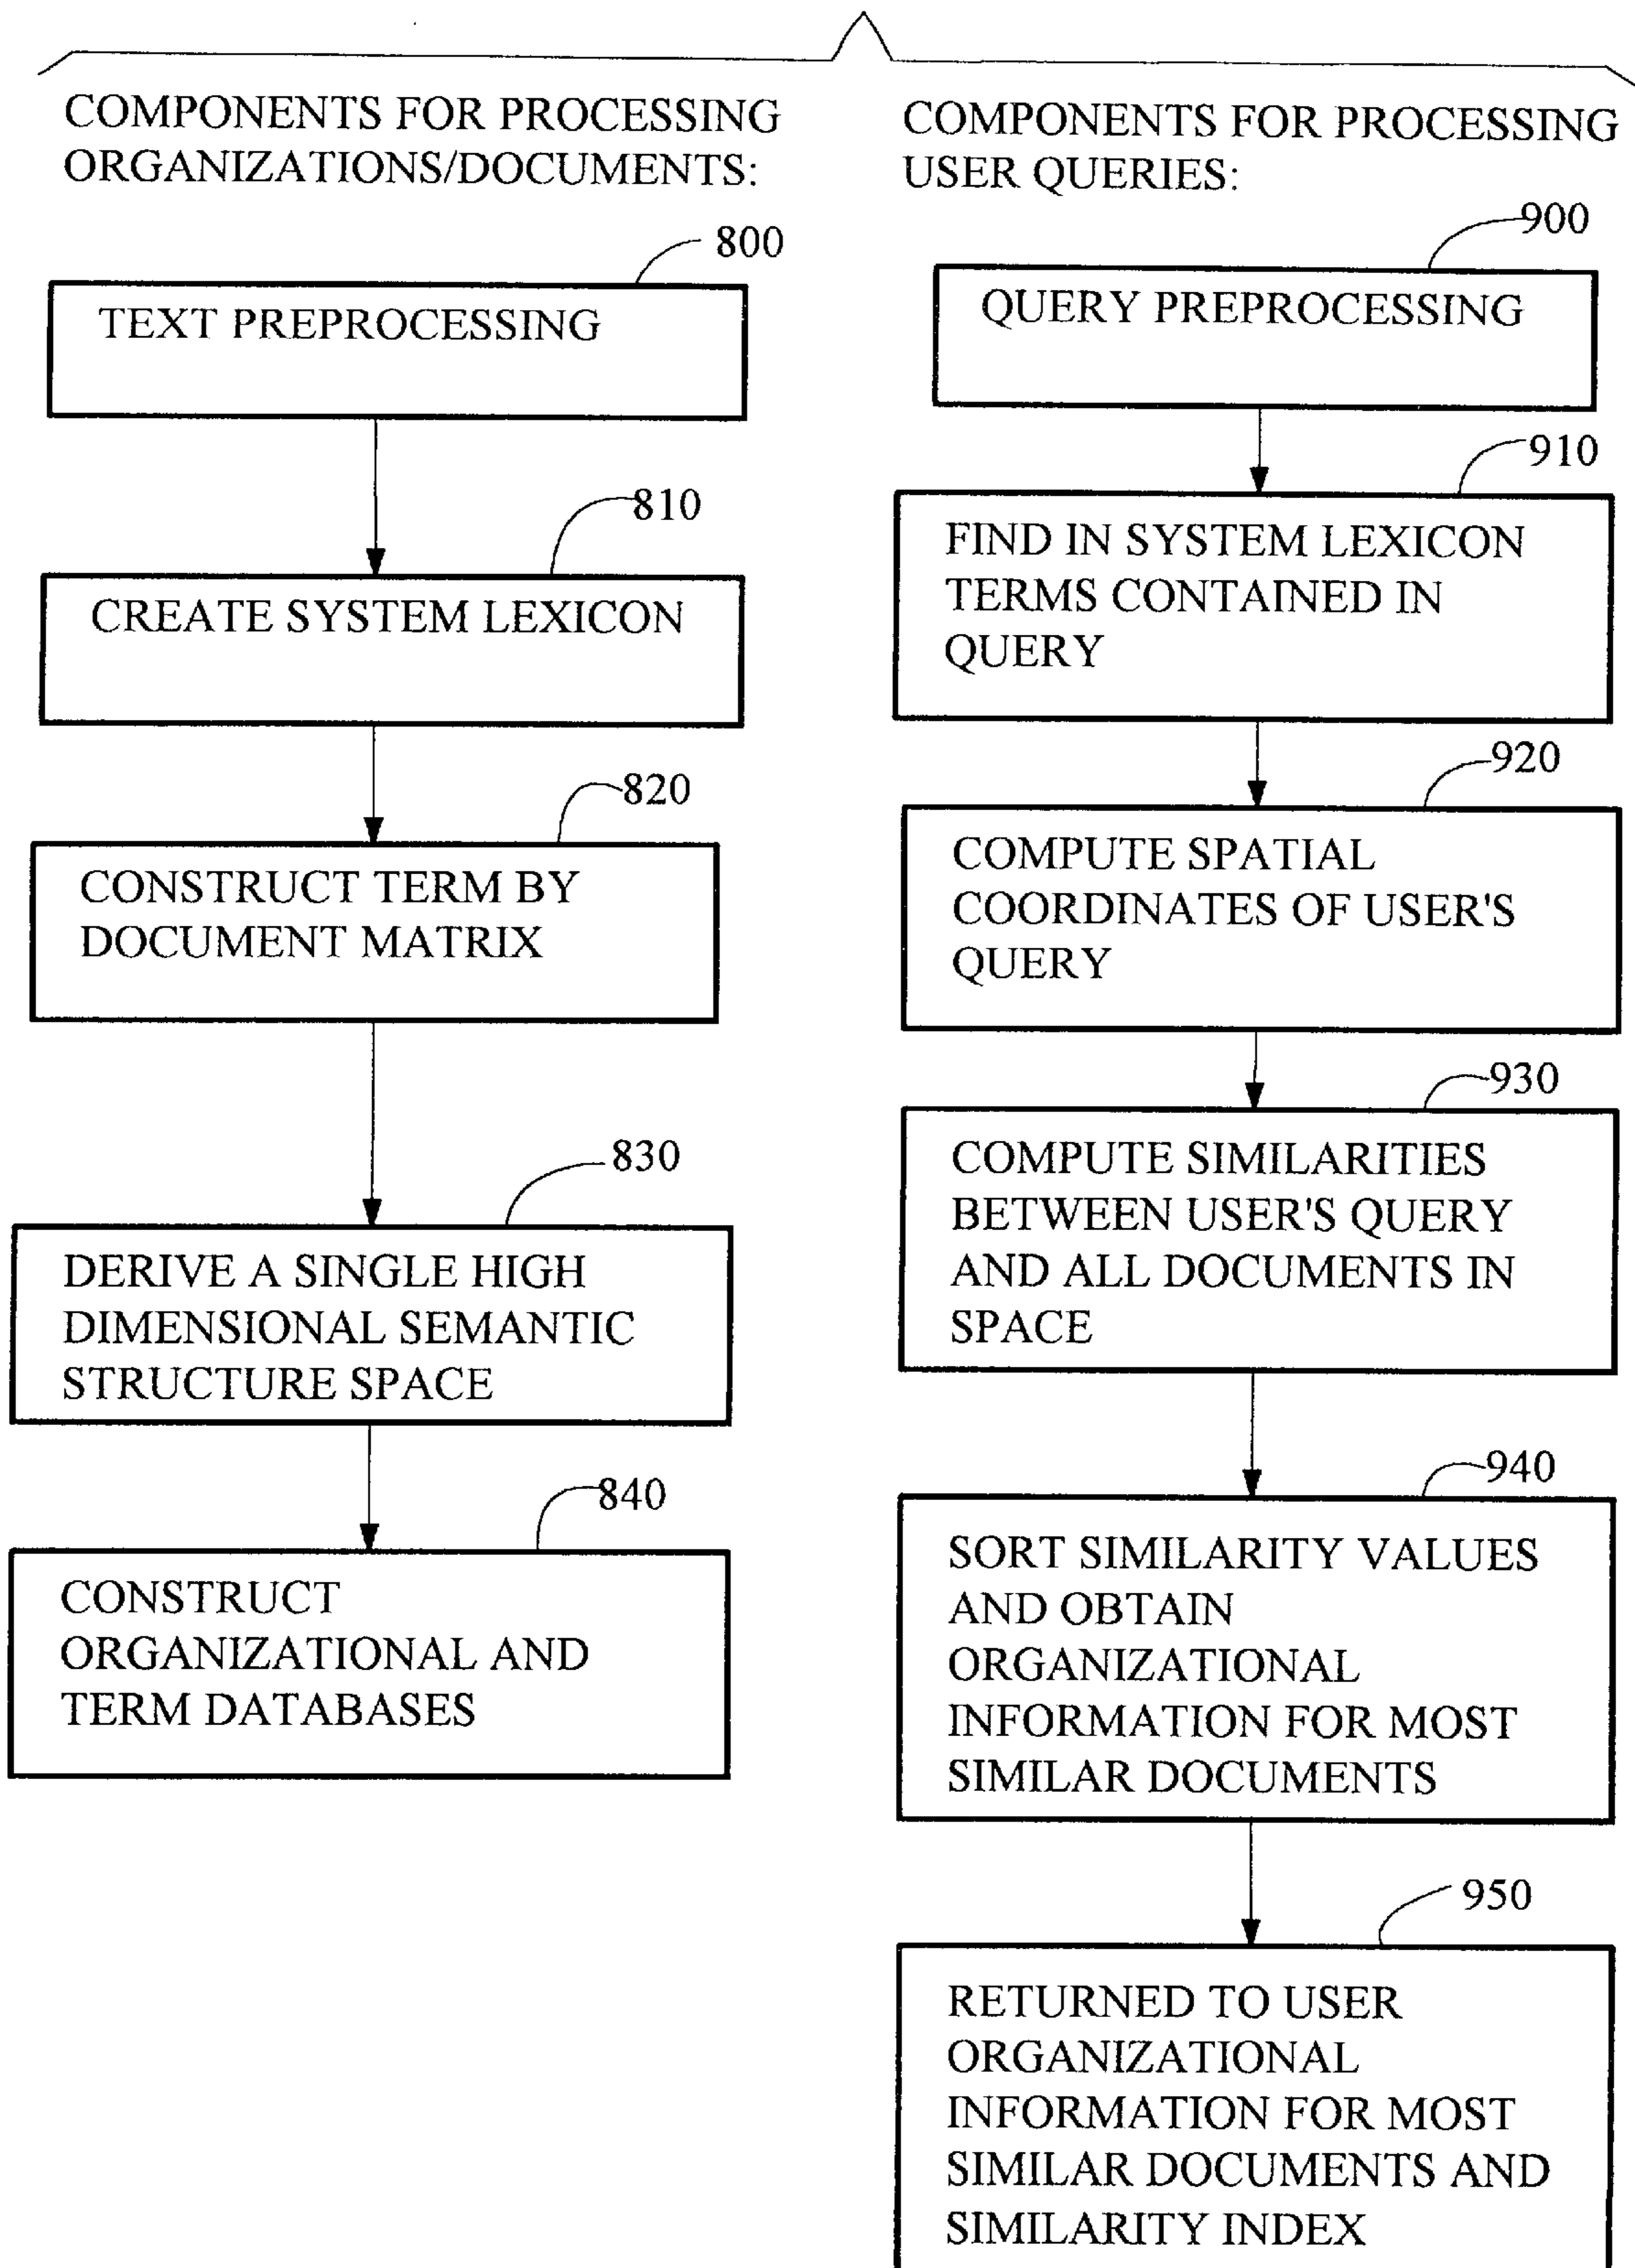 COMPONENTS FOR PROCESSING
ORGANIZATIONS/DOCUMENTS:
800
TEXT PREPROCESSING
810
CREATE SYSTEM LEXICON
820
CONSTRUCT TERM BY
DOCUMENT MATRIX
830
DERIVE A SINGLE HIGH
DIMENSIONAL SEMANTIC
STRUCTURE SPACE
840
CONSTRUCT
ORGANIZATIONAL AND
TERM DATABASES
COMPONENTS FOR PROCESSING
USER QUERIES:
900
QUERY PREPROCESSING
910
FIND IN SYSTEM LEXICON
TERMS CONTAINED IN
QUERY
920
COMPUTE SPATIAL
COORDINATES OF USER'S
QUERY
930
COMPUTE SIMILARITIES
BETWEEN USER'S QUERY
AND ALL DOCUMENTS IN
SPACE
940
SORT SIMILARITY VALUES
AND OBTAIN
ORGANIZATIONAL
INFORMATION FOR MOST
SIMILAR DOCUMENTS
950
RETURNED TO USER
ORGANIZATIONAL
INFORMATION FOR MOST
SIMILAR DOCUMENTS AND
SIMILARITY INDEX